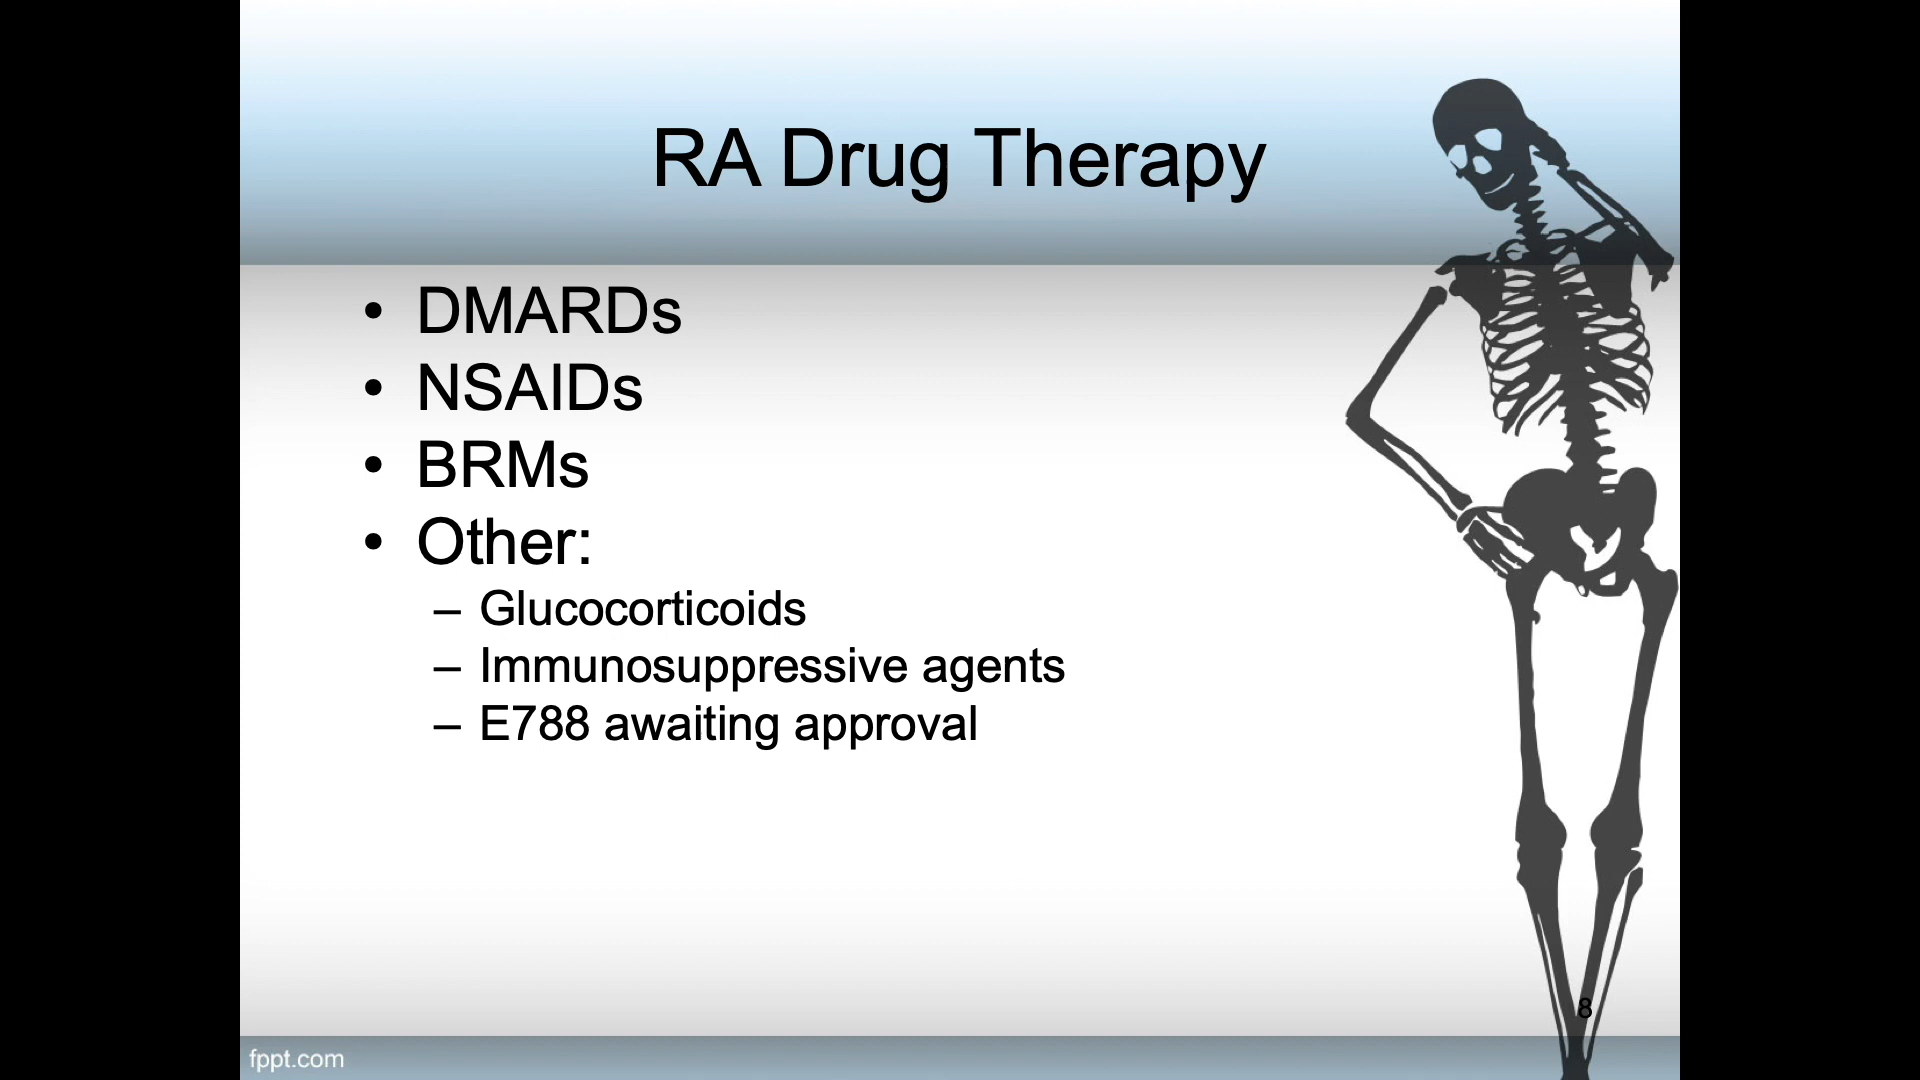 RA Drug Therapy
• DMARDs
• NSAIDs
• BRMs
• Other:
– Glucocorticoids
– Immunosuppressive agents
– E788 awaiting approval
8
fppt.com